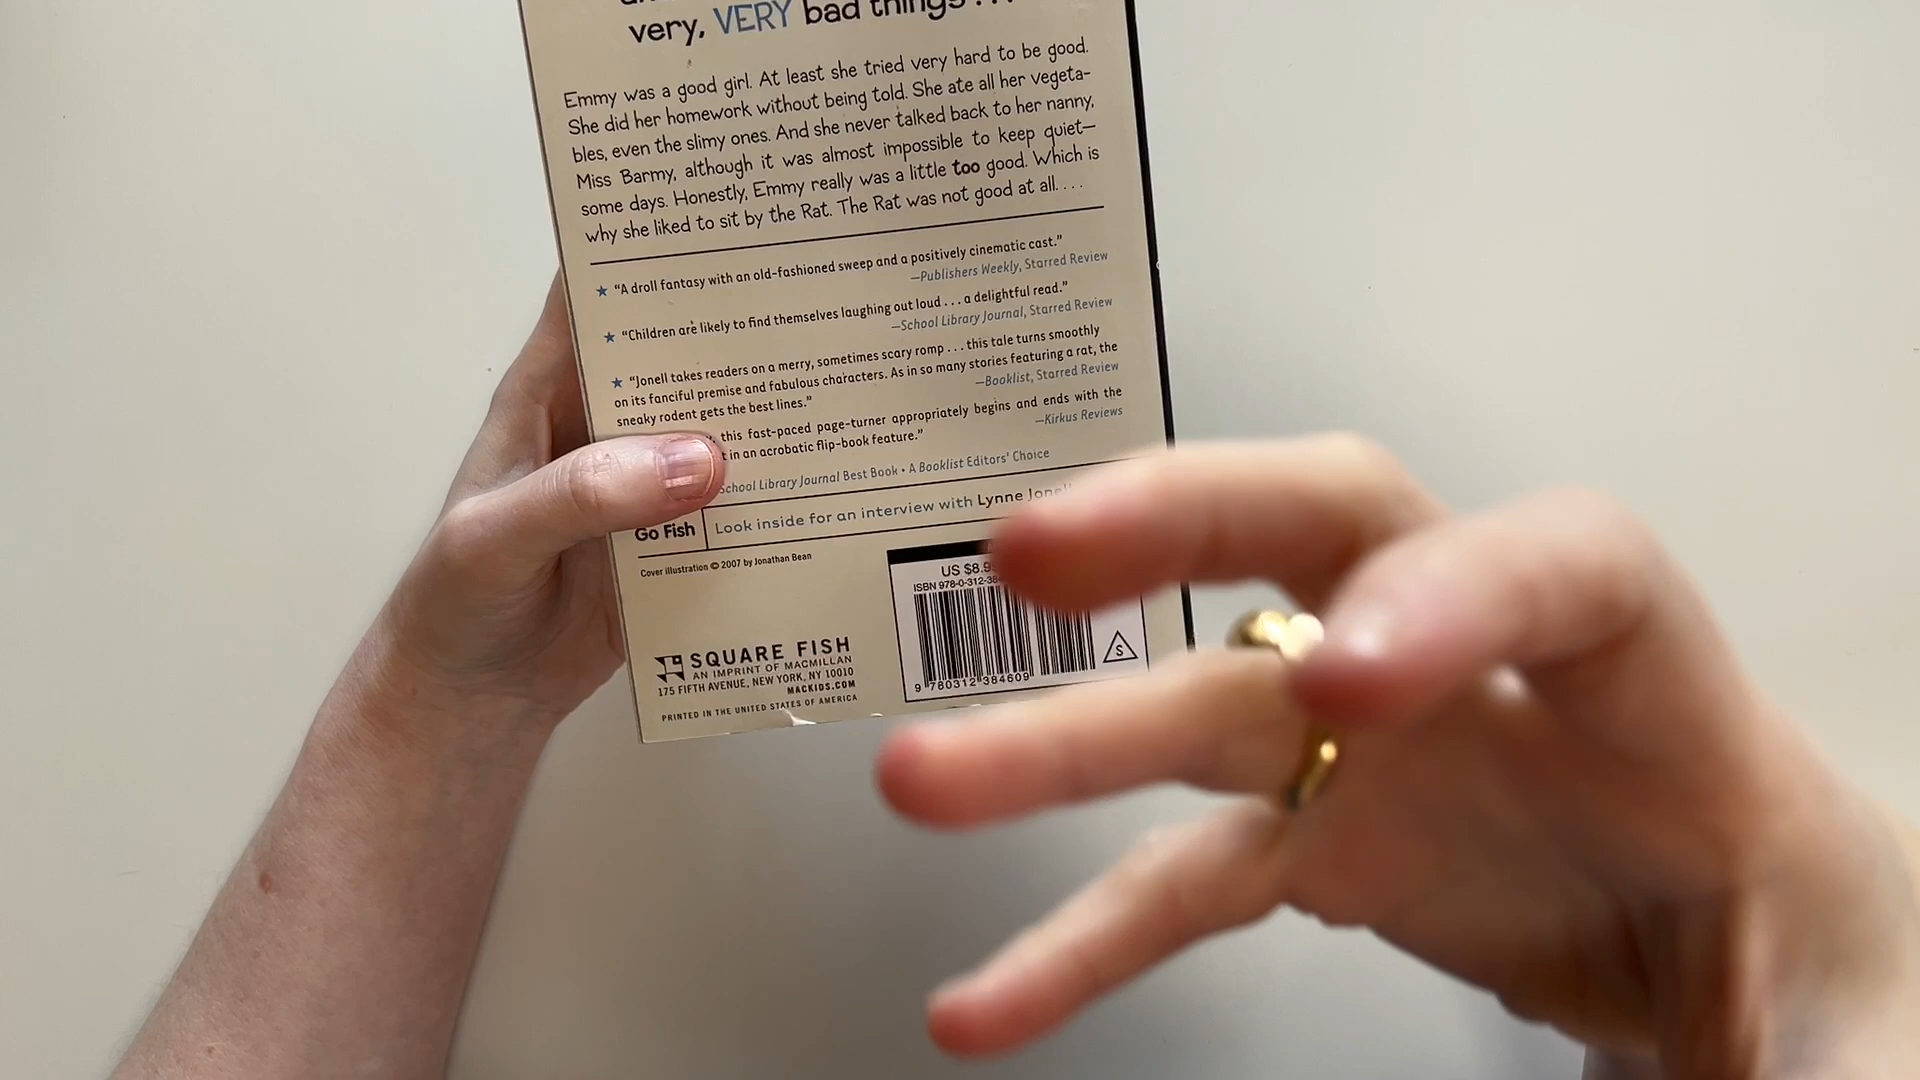 very, VERY bad things . . .
Emmy was a good girl. At least she tried very hard to be good.
She did her homework without being told. She ate all her vegeta-
bles, even the slimy ones. And she never talked back to her nanny,
Miss Barmy, although it was almost impossible to keep quiet—
some days. Honestly, Emmy really was a little too good. Which is
why she liked to sit by the Rat. The Rat was not good at all. . . .
★ “A droll fantasy with an old-fashioned sweep and a positively cinematic cast.”
—Publishers Weekly, Starred Review
★ “Children are likely to find themselves laughing out loud . . . a delightful read.”
—School Library Journal, Starred Review
★ “Jonell takes readers on a merry, sometimes scary romp . . . this tale turns smoothly
on its fanciful premise and fabulous characters. As in so many stories featuring a rat, the
sneaky rodent gets the best lines.”
—Booklist, Starred Review
this fast-paced page-turner appropriately begins and ends with the
in an acrobatic flip-book feature.”
—Kirkus Reviews
School Library Journal Best Book • A Booklist Editors’ Choice
Go Fish
Look inside for an interview with Lynne Jonell
Cover illustration © 2007 by Jonathan Bean
US $8.9
ISBN 978-0-312-38
S
9 780312 384609
SQUARE FISH
AN IMPRINT OF MACMILLAN
175 FIFTH AVENUE, NEW YORK, NY 10010
MACKIDS.COM
PRINTED IN THE UNITED STATES OF AMERICA